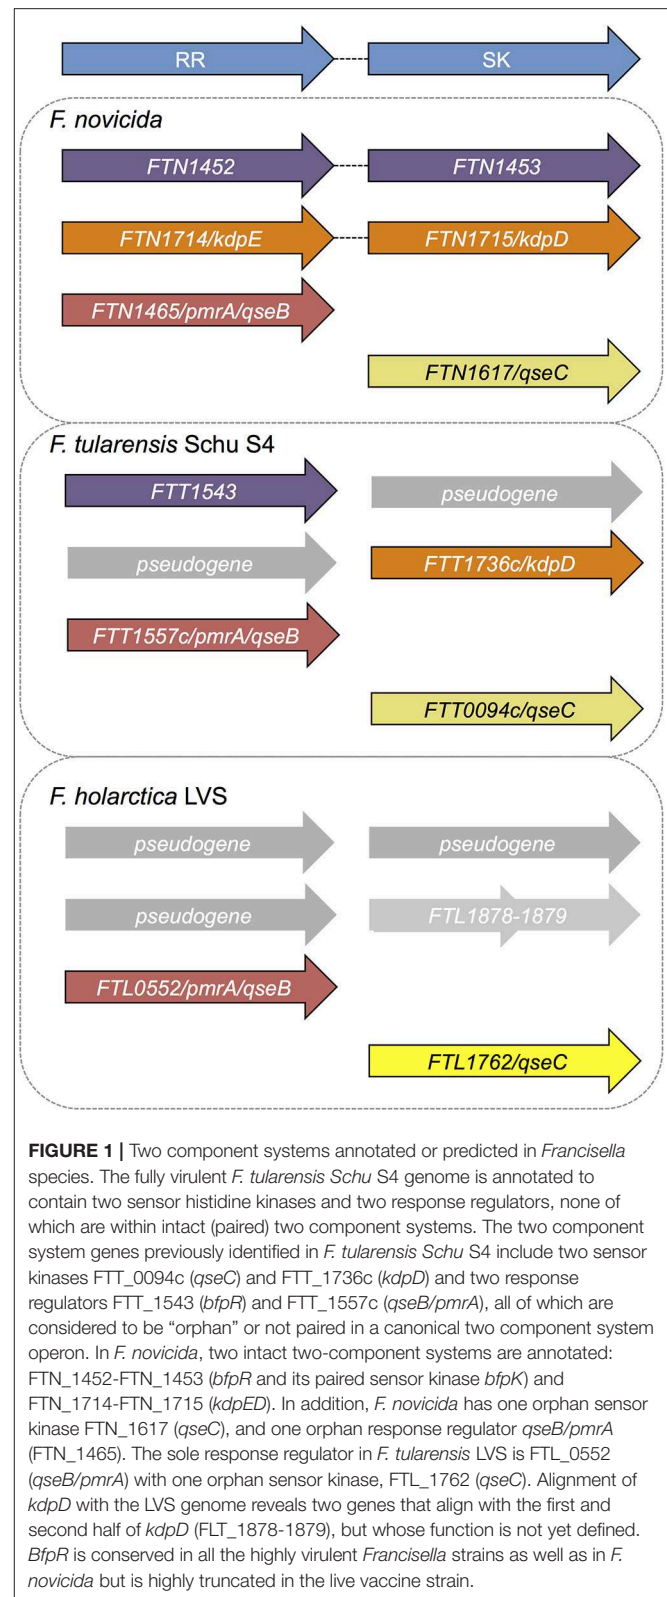 RR SK
F. novicida
FTN1452 FTN1453
FTN1714/kdpE FTN1715/kdpD
FTN1465/pmrA/qseB
FTN1617/qseC
F. tularensis Schu S4
FTT1543 pseudogene
pseudogene FTT1736c/kdpD
FTT1557c/pmrA/qseB
FTT0094c/qseC
F. holarctica LVS
pseudogene pseudogene
pseudogene FTL1878-1879
FTL0552/pmrA/qseB
FTL1762/qseC
FIGURE 1 | Two component systems annotated or predicted in Francisella
species. The fully virulent F. tularensis Schu S4 genome is annotated to
contain two sensor histidine kinases and two response regulators, none of
which are within intact (paired) two component systems. The two component
system genes previously identified in F. tularensis Schu S4 include two sensor
kinases FTT_0094c (qseC) and FTT_1736c (kdpD) and two response
regulators FTT_1543 (bfpR) and FTT_1557c (qseB/pmrA), all of which are
considered to be “orphan” or not paired in a canonical two component system
operon. In F. novicida, two intact two-component systems are annotated:
FTN_1452-FTN_1453 (bfpR and its paired sensor kinase bfpK) and
FTN_1714-FTN_1715 (kdpED). In addition, F. novicida has one orphan sensor
kinase FTN_1617 (qseC), and one orphan response regulator qseB/pmrA
(FTN_1465). The sole response regulator in F. tularensis LVS is FTL_0552
(qseB/pmrA) with one orphan sensor kinase, FTL_1762 (qseC). Alignment of
kdpD with the LVS genome reveals two genes that align with the first and
second half of kdpD (FLT_1878-1879), but whose function is not yet defined.
BfpR is conserved in all the highly virulent Francisella strains as well as in F.
novicida but is highly truncated in the live vaccine strain.